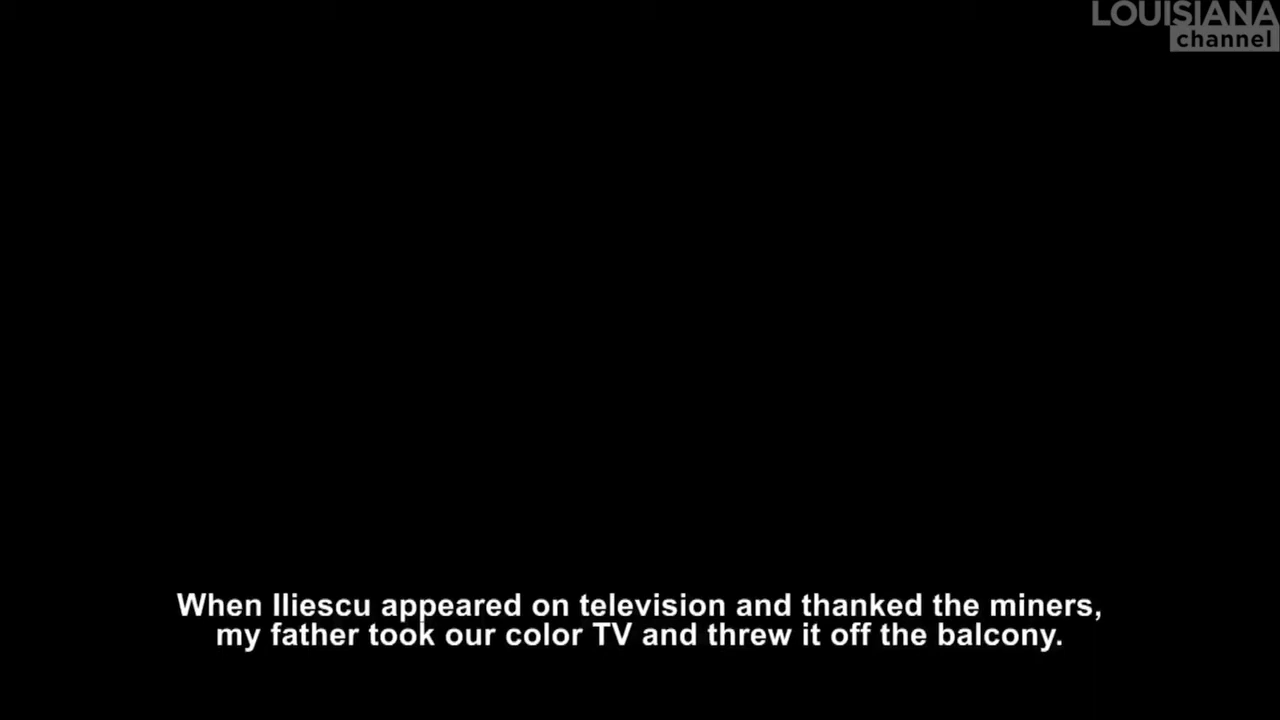 LOUISIANA
channel
When Iliescu appeared on television and thanked the miners,
my father took our color TV and threw it off the balcony.